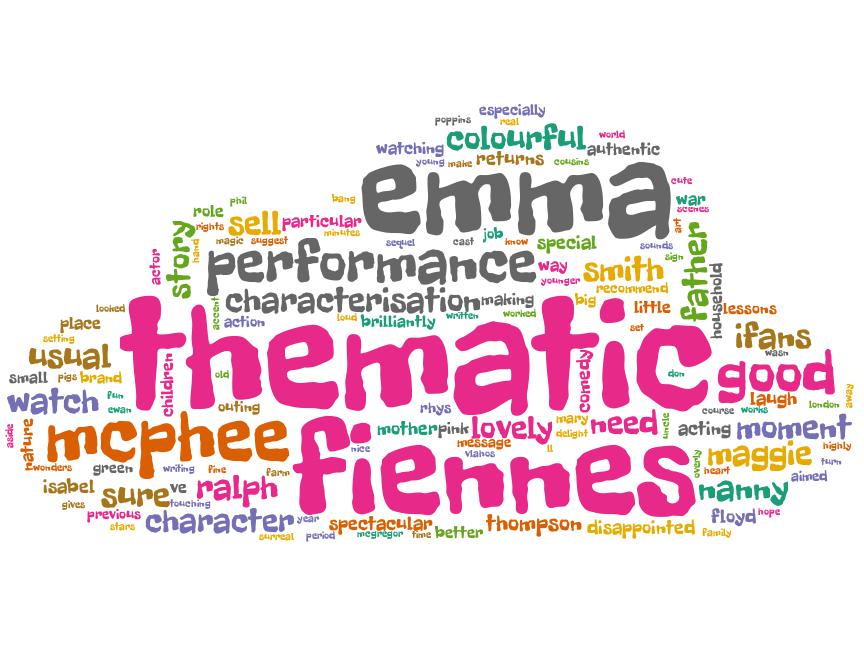 especially
poppins real
colourful world
watching authentic
young make returns cousins
emma
cute
role phil bang war
scenes
rights sell particular
minutes
art
story hand magic suggest
sequel cast job know special sounds sign
father
performance way smith
actor younger recommend
household
accent characterisation making big little lessons
looked
place action loud brilliantly written worked set
setting
thematic
ifans
wasn
usual
small pigs brand children old comedy don good
watch fun
ewan
outing rhys laugh london away
course works
aside nature mcphee mother pink lovely mary need uncle acting moment
nice message delight
fiennes
vlahos ll overly maggie highly
heart turn
wonders green writing fine farm
isabel sure ve ralph nanny aimed
gives touching
previous character year spectacular thompson disappointed floyd hope
stars surreal period mcgregor time better family